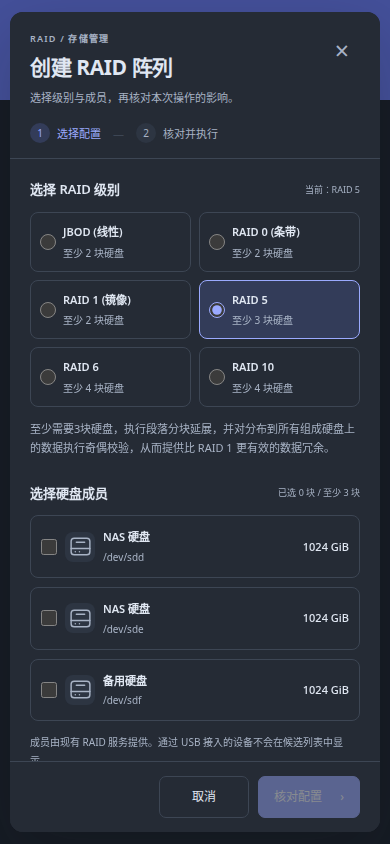 RAID / 存储管理
创建 RAID 阵列
选择级别与成员，再核对本次操作的影响。
1 选择配置 — 2 核对并执行
选择 RAID 级别 当前：RAID 5
JBOD (线性) RAID 0 (条带)
至少 2 块硬盘 至少 2 块硬盘
RAID 1 (镜像) RAID 5
至少 2 块硬盘 至少 3 块硬盘
RAID 6 RAID 10
至少 4 块硬盘 至少 4 块硬盘
至少需要3块硬盘，执行段落分块延展，并对分布到所有组成硬盘上
的数据执行奇偶校验，从而提供比 RAID 1 更有效的数据冗余。
选择硬盘成员 已选 0 块 / 至少 3 块
NAS 硬盘
/dev/sdd 1024 GiB
NAS 硬盘
/dev/sde 1024 GiB
备用硬盘
/dev/sdf 1024 GiB
成员由现有 RAID 服务提供。通过 USB 接入的设备不会在候选列表中显
示
取消 核对配置 ›